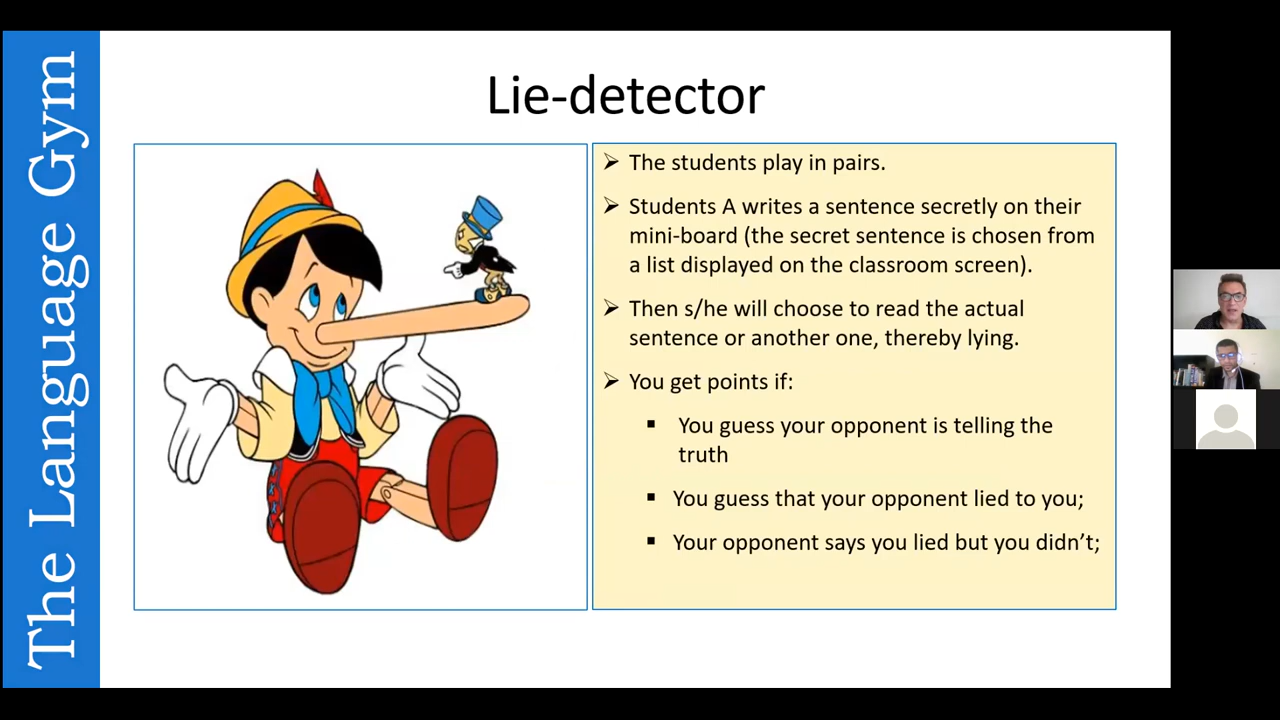 The Language Gym
Lie-detector
➢ The students play in pairs.
➢ Students A writes a sentence secretly on their
mini-board (the secret sentence is chosen from
a list displayed on the classroom screen).
➢ Then s/he will choose to read the actual
sentence or another one, thereby lying.
➢ You get points if:
▪ You guess your opponent is telling the
truth
▪ You guess that your opponent lied to you;
▪ Your opponent says you lied but you didn’t;